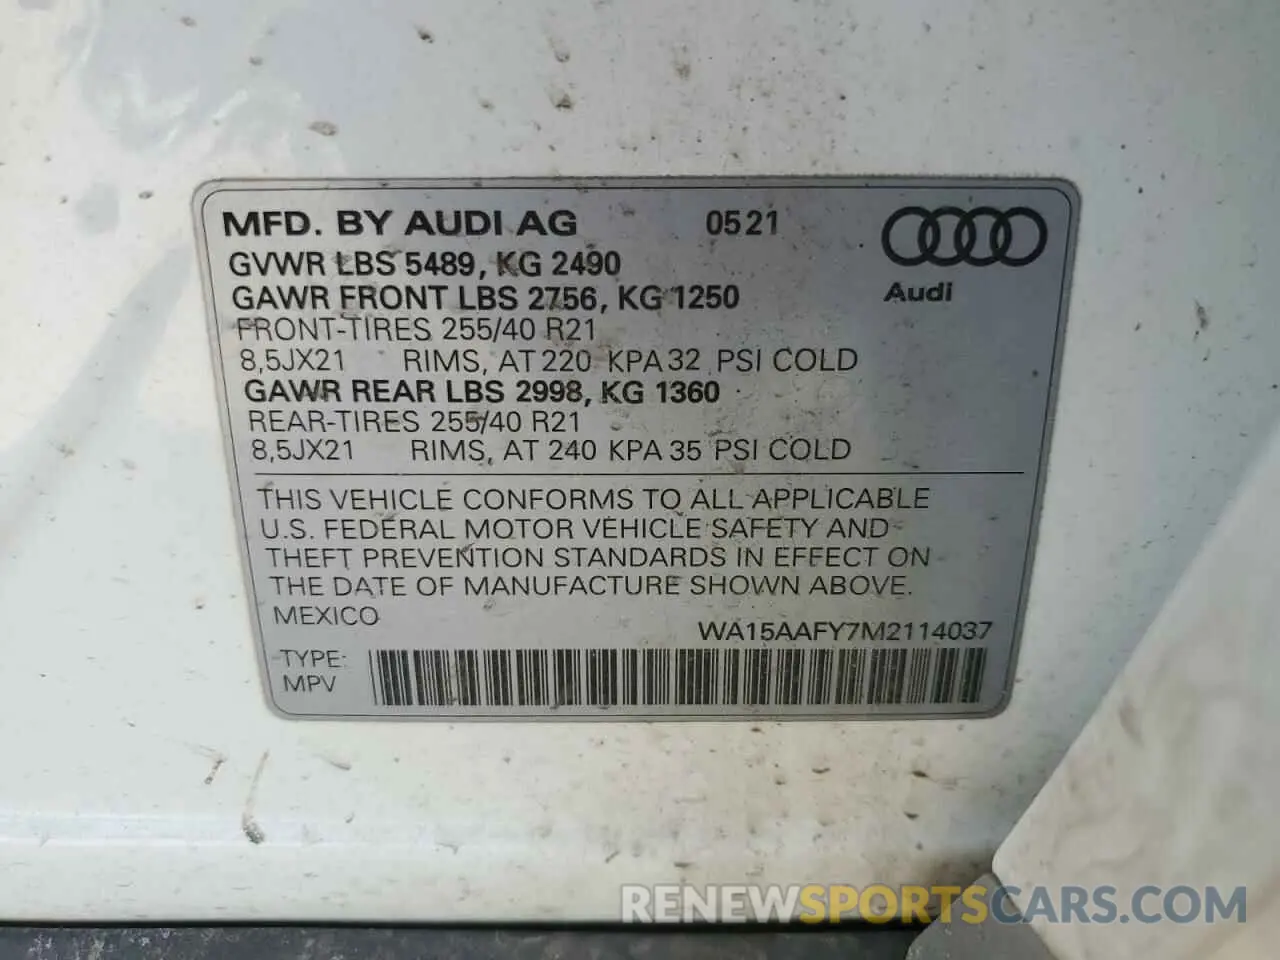 MFD. BY AUDI AG 0521
GVWR LBS 5489, KG 2490
GAWR FRONT LBS 2756, KG 1250
Audi
FRONT-TIRES 255/40 R21
8,5JX21 RIMS, AT 220 KPA 32 PSI COLD
GAWR REAR LBS 2998, KG 1360
REAR-TIRES 255/40 R21
8,5JX21 RIMS, AT 240 KPA 35 PSI COLD
THIS VEHICLE CONFORMS TO ALL APPLICABLE
U.S. FEDERAL MOTOR VEHICLE SAFETY AND
THEFT PREVENTION STANDARDS IN EFFECT ON
THE DATE OF MANUFACTURE SHOWN ABOVE.
MEXICO
WA15AAFY7M2114037
TYPE:
MPV
RENEWSPORTSCARS.COM